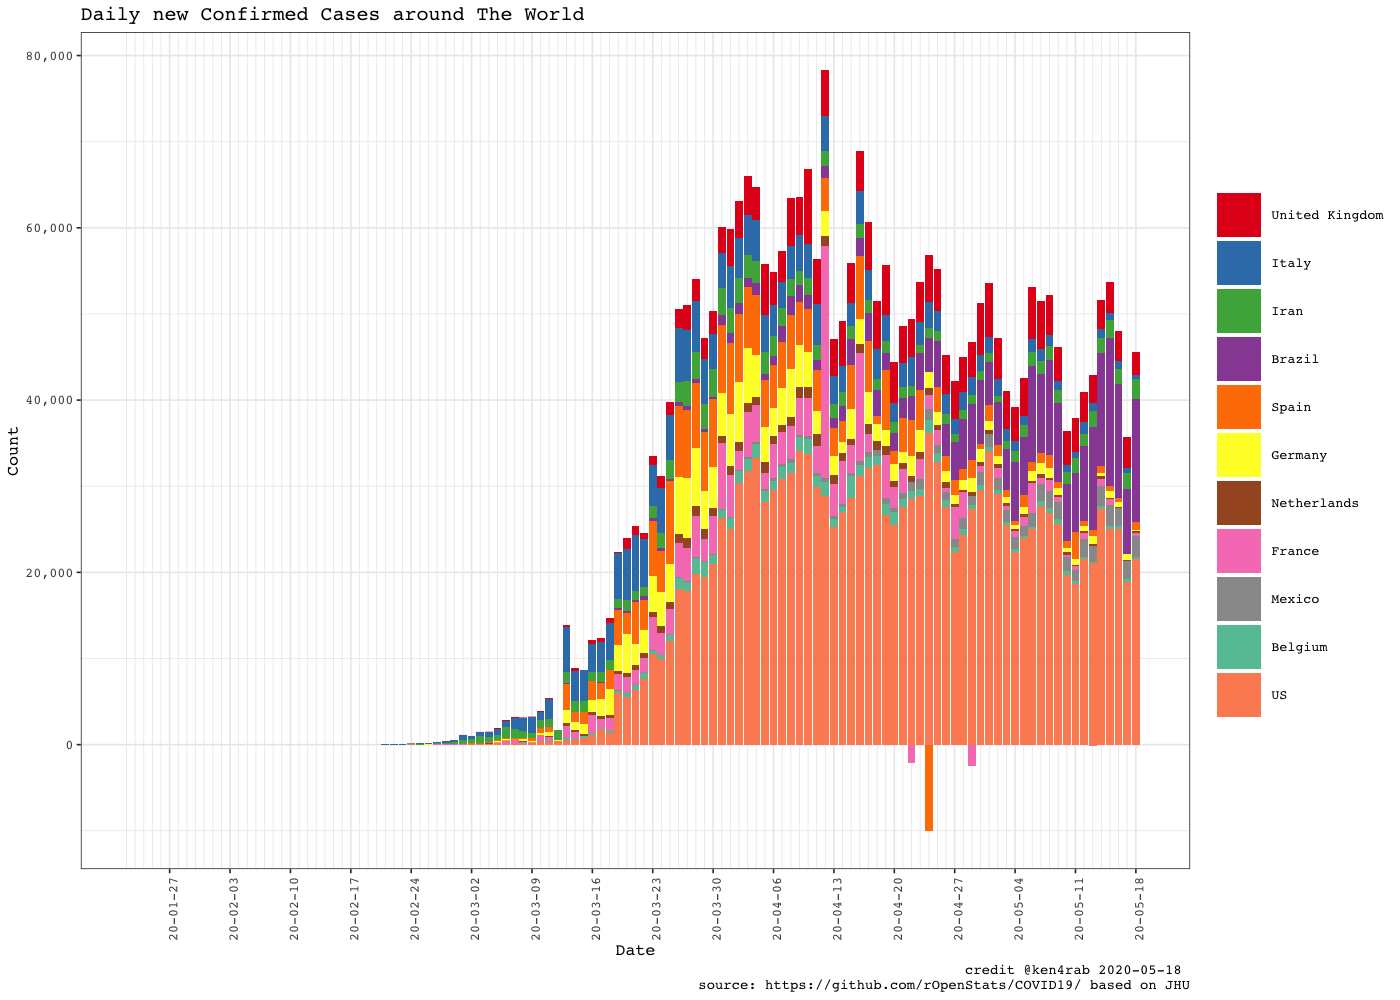 Daily new Confirmed Cases around The World
80,000
60,000
40,000
20,000
0
Count
20-01-27
20-02-03
20-02-10
20-02-17
20-02-24
20-03-02
20-03-09
20-03-16
20-03-23
20-03-30
20-04-06
20-04-13
20-04-20
20-04-27
20-05-04
20-05-11
20-05-18
Date
United Kingdom
Italy
Iran
Brazil
Spain
Germany
Netherlands
France
Mexico
Belgium
US
credit @ken4rab 2020-05-18
source: https://github.com/rOpenStats/COVID19/ based on JHU